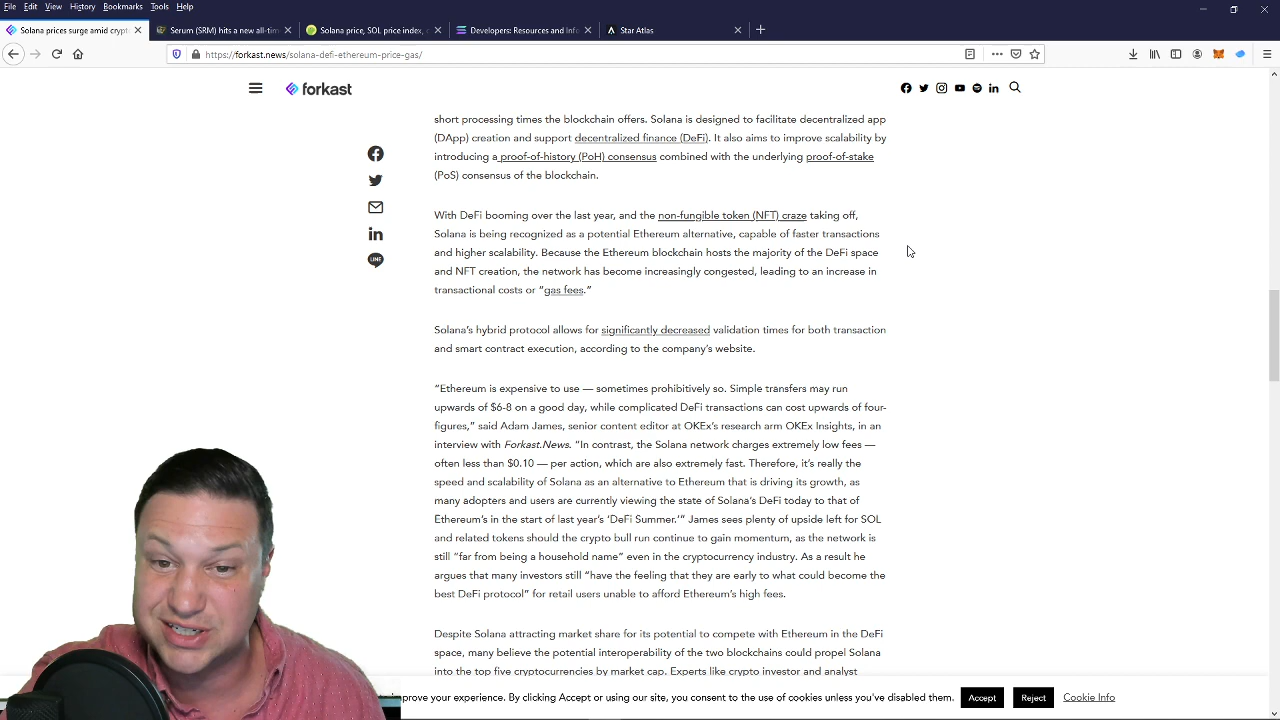 File Edit View History Bookmarks Tools Help
Solana prices surge amid crypt
Serum (SRM) hits a new all-tim
Solana price, SOL price index, c
Developers: Resources and Info
Star Atlas
https://forkast.news/solana-defi-ethereum-price-gas/
forkast
short processing times the blockchain offers. Solana is designed to facilitate decentralized app
(DApp) creation and support decentralized finance (DeFi). It also aims to improve scalability by
introducing a proof-of-history (PoH) consensus combined with the underlying proof-of-stake
(PoS) consensus of the blockchain.
With DeFi booming over the last year, and the non-fungible token (NFT) craze taking off,
Solana is being recognized as a potential Ethereum alternative, capable of faster transactions
and higher scalability. Because the Ethereum blockchain hosts the majority of the DeFi space
and NFT creation, the network has become increasingly congested, leading to an increase in
transactional costs or “gas fees.”
LINE
Solana’s hybrid protocol allows for significantly decreased validation times for both transaction
and smart contract execution, according to the company’s website.
“Ethereum is expensive to use — sometimes prohibitively so. Simple transfers may run
upwards of $6-8 on a good day, while complicated DeFi transactions can cost upwards of four-
figures,” said Adam James, senior content editor at OKEx’s research arm OKEx Insights, in an
interview with Forkast.News. “In contrast, the Solana network charges extremely low fees —
often less than $0.10 — per action, which are also extremely fast. Therefore, it’s really the
speed and scalability of Solana as an alternative to Ethereum that is driving its growth, as
many adopters and users are currently viewing the state of Solana’s DeFi today to that of
Ethereum’s in the start of last year’s ‘DeFi Summer.’” James sees plenty of upside left for SOL
and related tokens should the crypto bull run continue to gain momentum, as the network is
still “far from being a household name” even in the cryptocurrency industry. As a result he
argues that many investors still “have the feeling that they are early to what could become the
best DeFi protocol” for retail users unable to afford Ethereum’s high fees.
Despite Solana attracting market share for its potential to compete with Ethereum in the DeFi
space, many believe the potential interoperability of the two blockchains could propel Solana
into the top five cryptocurrencies by market cap. Experts like crypto investor and analyst
prove your experience. By clicking Accept or using our site, you consent to the use of cookies unless you've disabled them. Accept Reject Cookie Info